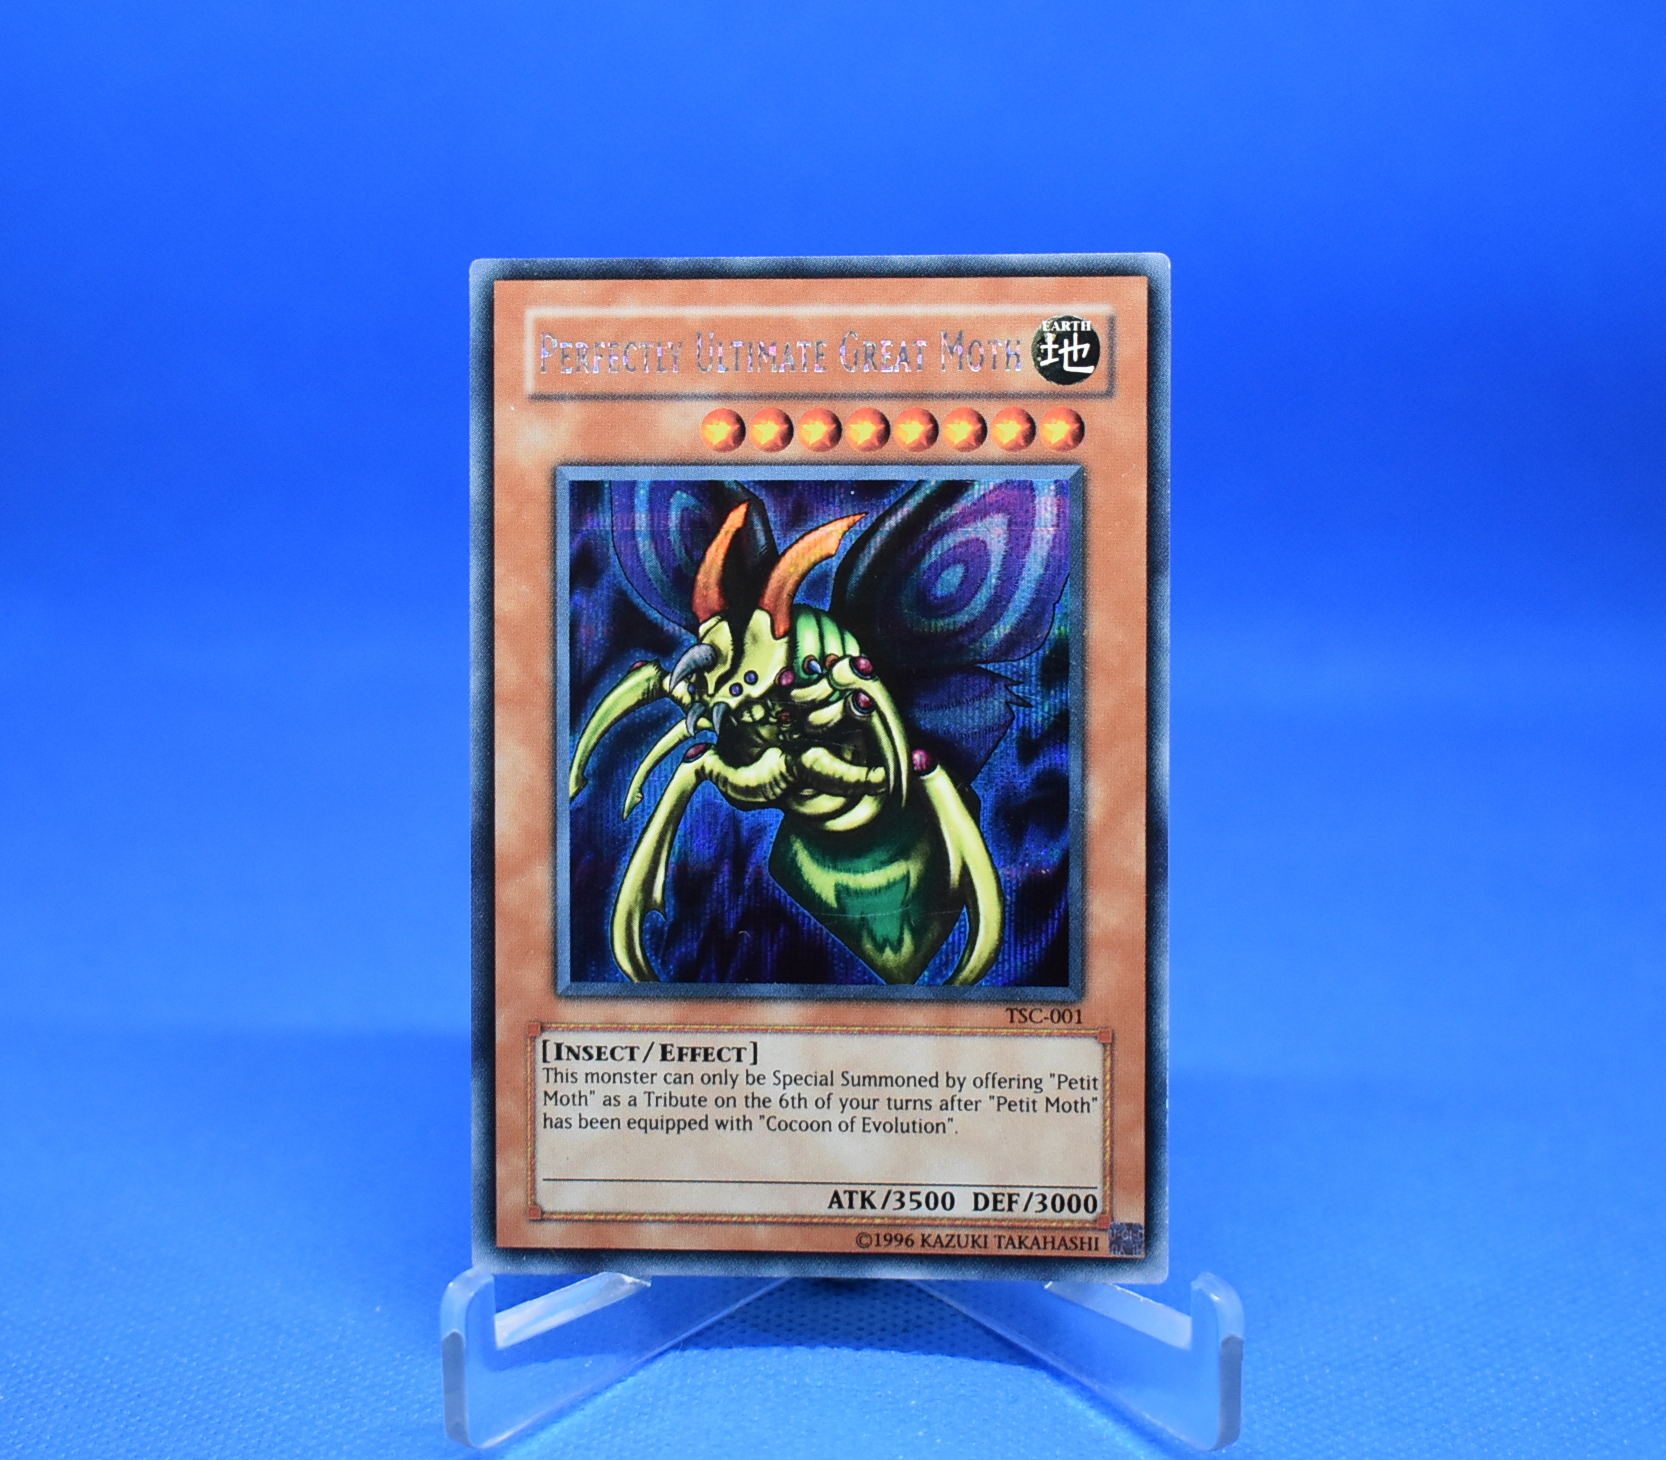 PERFECTLY ULTIMATE GREAT MOTH
EARTH
地
TSC-001
[INSECT/EFFECT]
This monster can only be Special Summoned by offering "Petit
Moth" as a Tribute on the 6th of your turns after "Petit Moth"
has been equipped with "Cocoon of Evolution".
ATK/3500 DEF/3000
©1996 KAZUKI TAKAHASHI